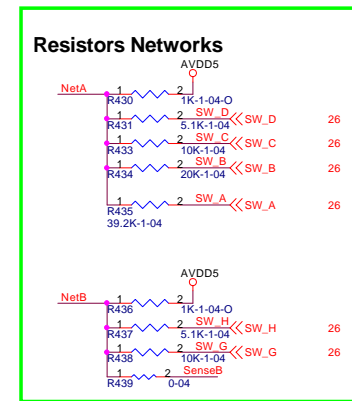 Resistors Networks
AVDD5
NetA 1 2
R430 1K-1-04-O
1 2 SW_D SW_D 26
R431 5.1K-1-04
1 2 SW_C SW_C 26
R433 10K-1-04
1 2 SW_B SW_B 26
R434 20K-1-04
1 2 SW_A SW_A 26
R435
39.2K-1-04
AVDD5
NetB 1 2
R436 1K-1-04-O
1 2 SW_H SW_H 26
R437 5.1K-1-04
1 2 SW_G SW_G 26
R438 10K-1-04
1 2 SenseB
R439 0-04